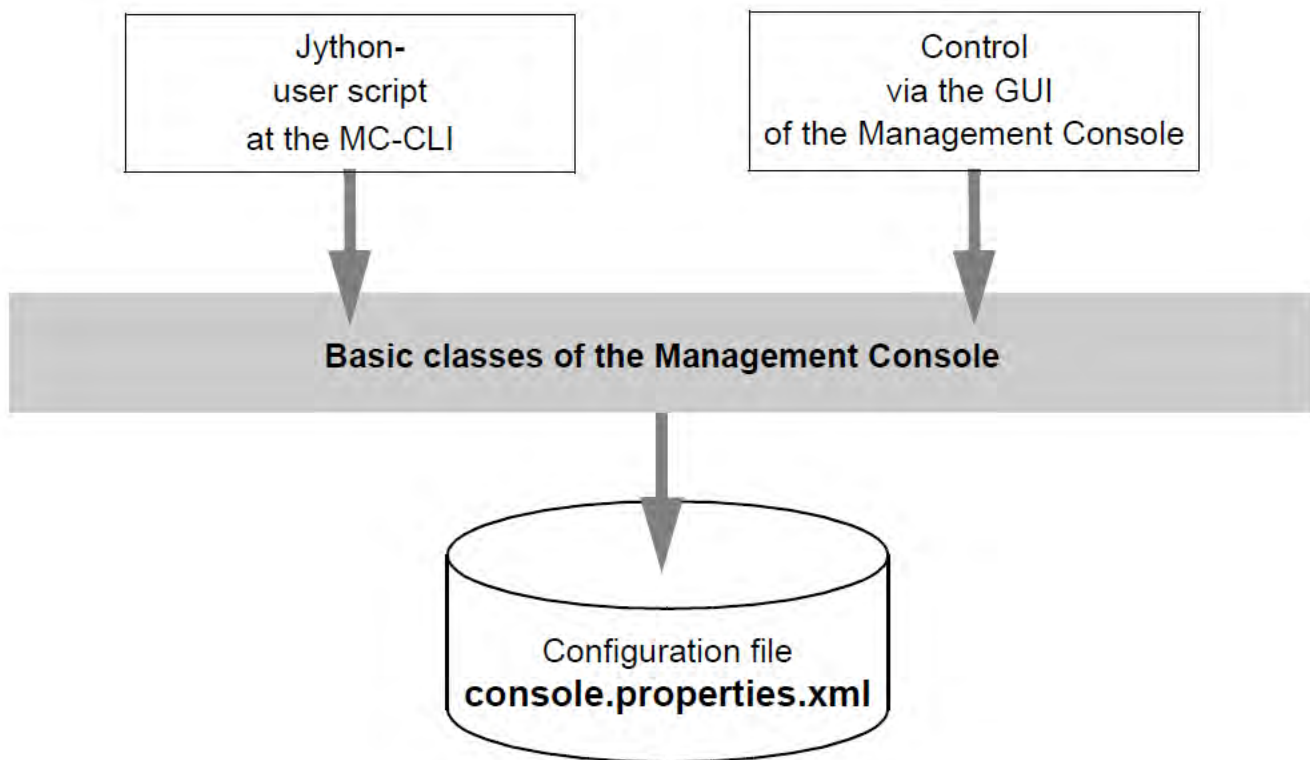 Jython-
user script
at the MC-CLI
Control
via the GUI
of the Management Console
Basic classes of the Management Console
Configuration file
console.properties.xml